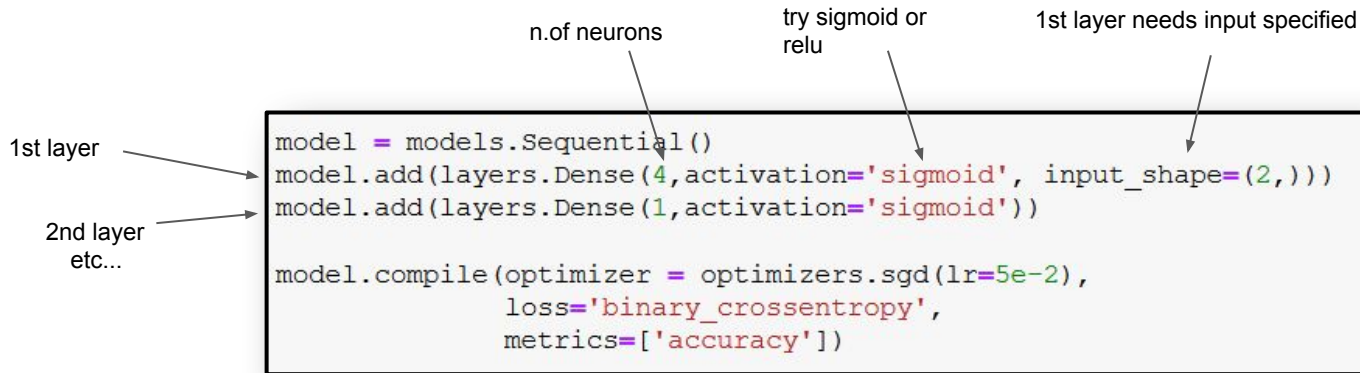 n.of neurons
try sigmoid or
relu
1st layer needs input specified
1st layer
2nd layer
etc...
model = models.Sequential()
model.add(layers.Dense(4,activation='sigmoid', input_shape=(2,)))
model.add(layers.Dense(1,activation='sigmoid'))
model.compile(optimizer = optimizers.sgd(lr=5e-2),
loss='binary_crossentropy',
metrics=['accuracy'])